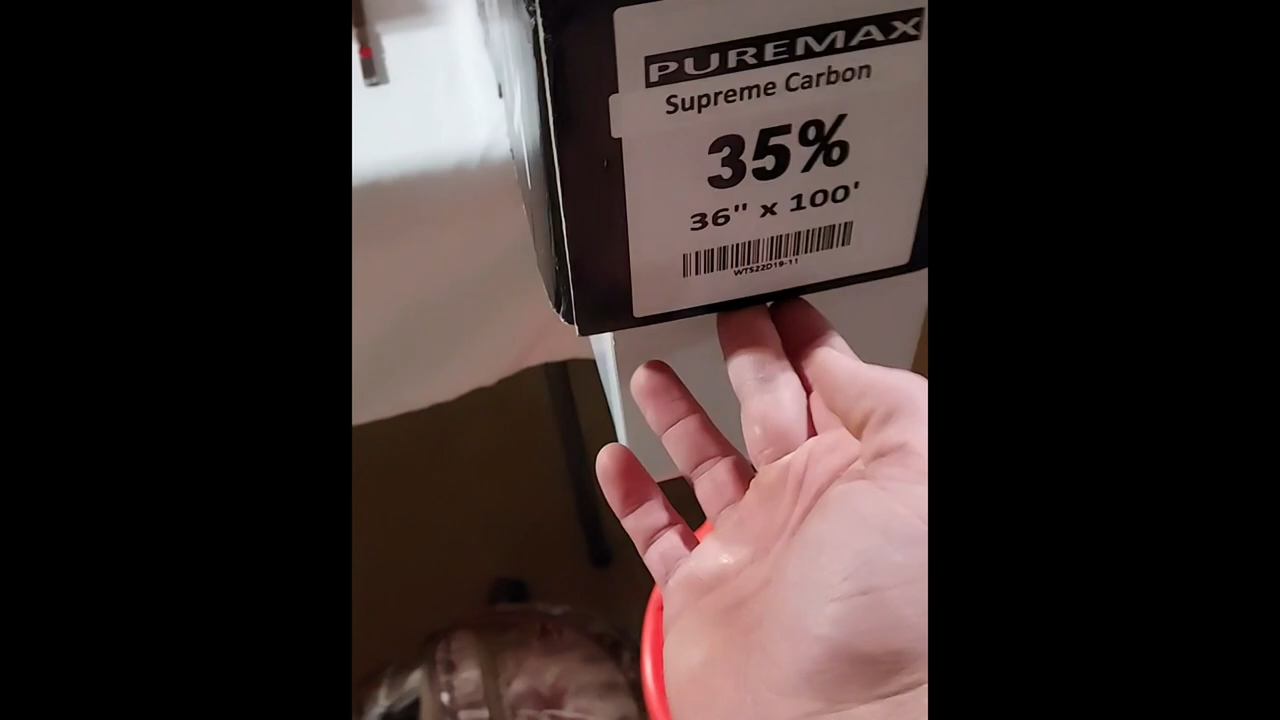 PUREMAX
Supreme Carbon
35%
36" x 100'
WTS22D19-11